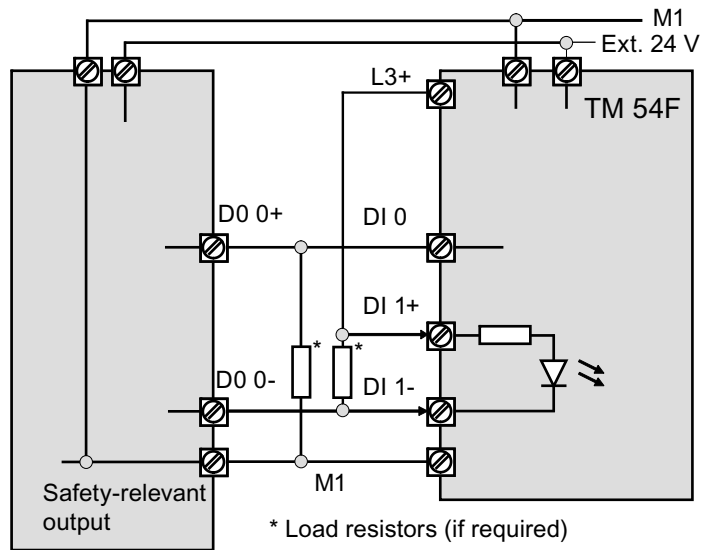 M1
Ext. 24 V
L3+
TM 54F
D0 0+
DI 0
DI 1+
*
*
D0 0-
DI 1-
M1
Safety-relevant
output
* Load resistors (if required)